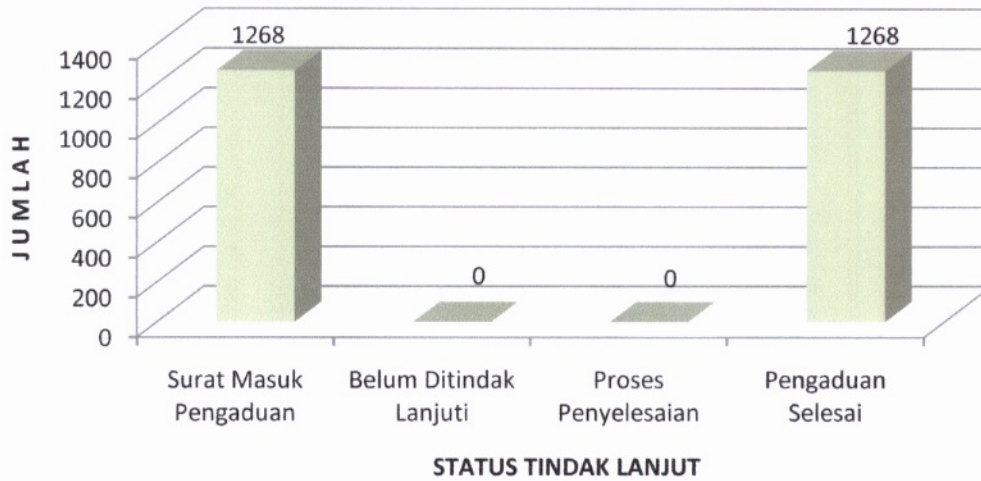 1268
1268
1400
1200
1000
800
600
400
200
0
0
0
JUMLAH
Surat Masuk
Pengaduan
Belum Ditindak
Lanjuti
Proses
Penyelesaian
Pengaduan
Selesai
STATUS TINDAK LANJUT